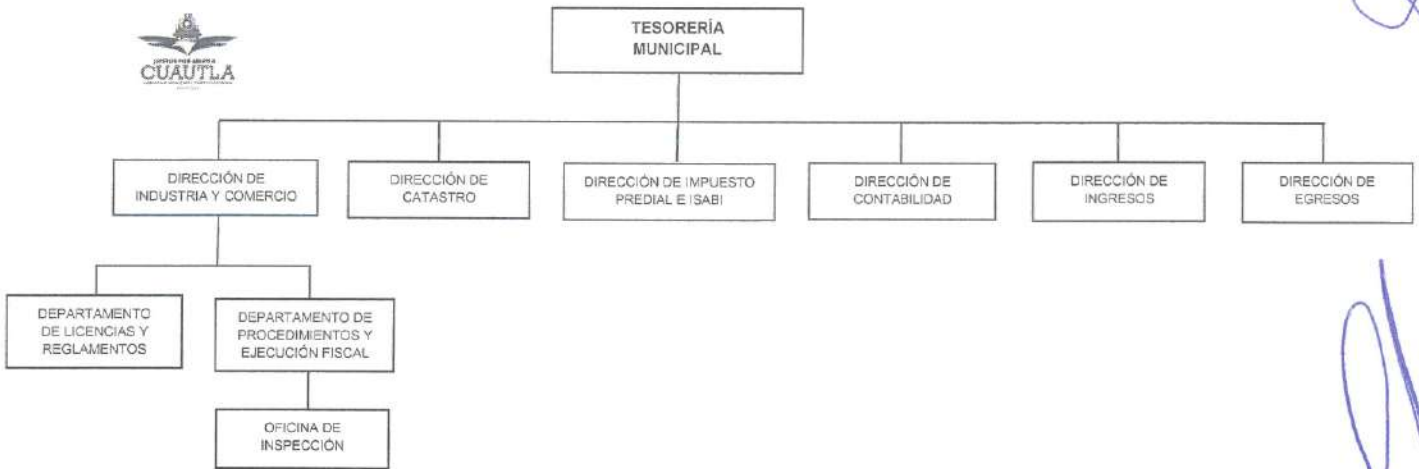 CUAUTLA
TESORERÍA
MUNICIPAL
DIRECCIÓN DE
INDUSTRIA Y COMERCIO
DIRECCIÓN DE
CATASTRO
DIRECCIÓN DE IMPUESTO
PREDIAL E ISABI
DIRECCIÓN DE
CONTABILIDAD
DIRECCIÓN DE
INGRESOS
DIRECCIÓN DE
EGRESOS
DEPARTAMENTO
DE LICENCIAS Y
REGLAMENTOS
DEPARTAMENTO DE
PROCEDIMIENTOS Y
EJECUCIÓN FISCAL
OFICINA DE
INSPECCIÓN